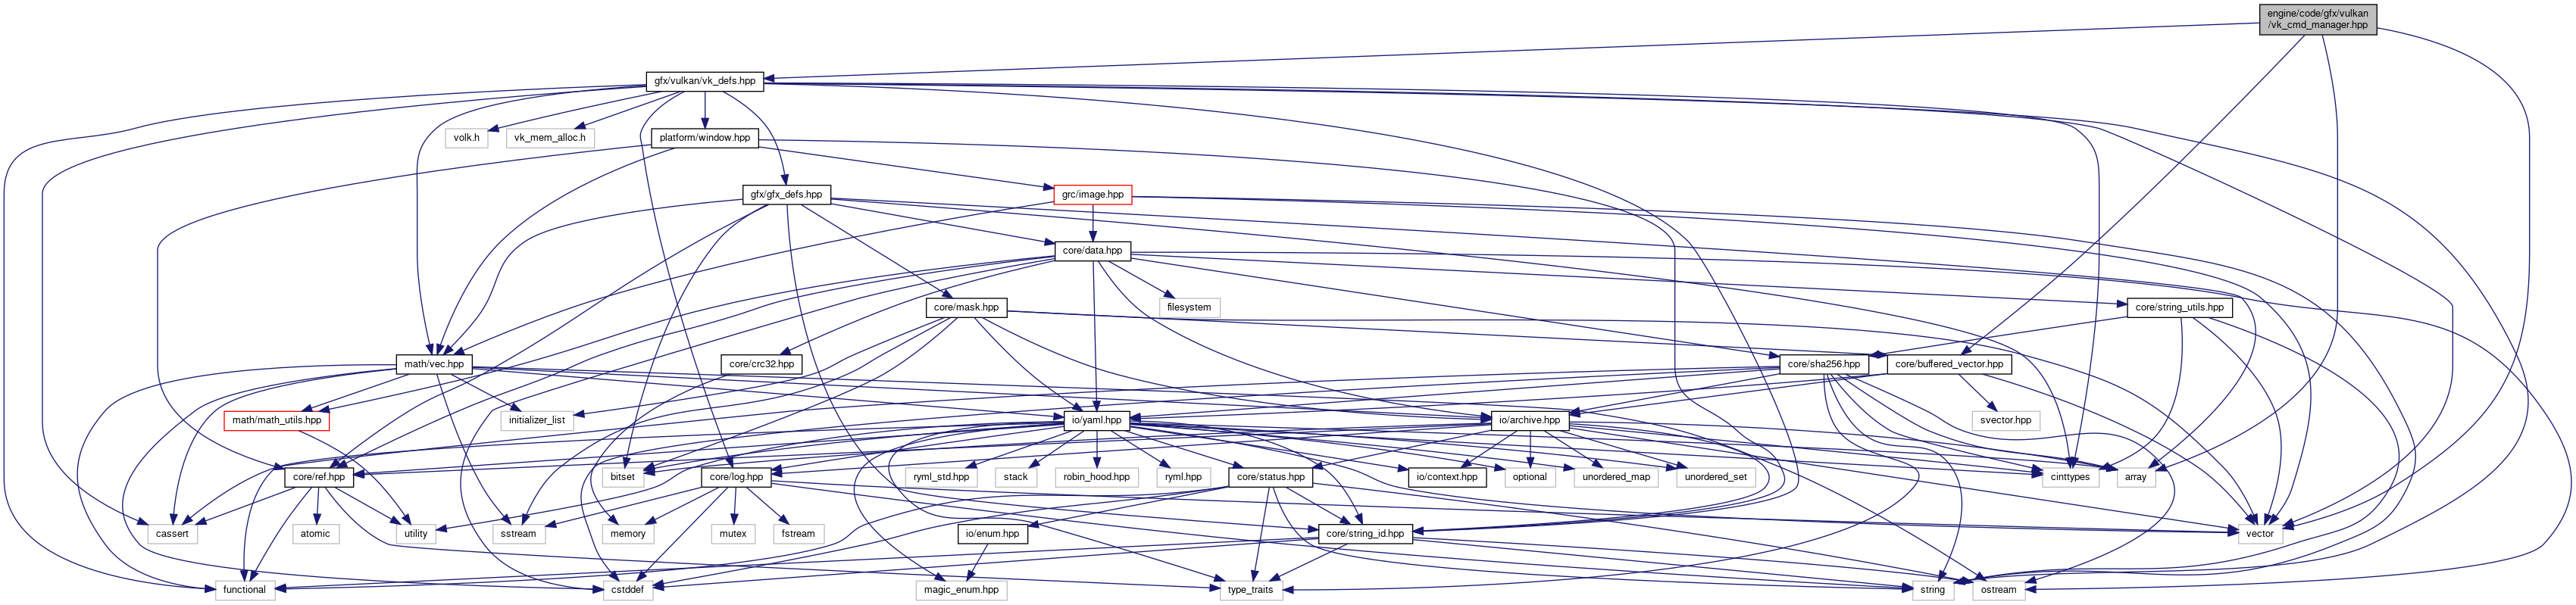 engine/code/gfx/vulkan
/vk_cmd_manager.hpp
gfx/vulkan/vk_defs.hpp
volk.h
vk_mem_alloc.h
platform/window.hpp
gfx/gfx_defs.hpp
grc/image.hpp
core/data.hpp
core/mask.hpp
filesystem
core/string_utils.hpp
math/vec.hpp
core/crc32.hpp
core/sha256.hpp
core/buffered_vector.hpp
math/math_utils.hpp
initializer_list
io/yaml.hpp
io/archive.hpp
svector.hpp
core/ref.hpp
bitset
core/log.hpp
ryml_std.hpp
stack
robin_hood.hpp
ryml.hpp
core/status.hpp
io/context.hpp
optional
unordered_map
unordered_set
cinttypes
array
cassert
atomic
utility
sstream
memory
mutex
fstream
io/enum.hpp
core/string_id.hpp
vector
functional
cstddef
magic_enum.hpp
type_traits
string
ostream